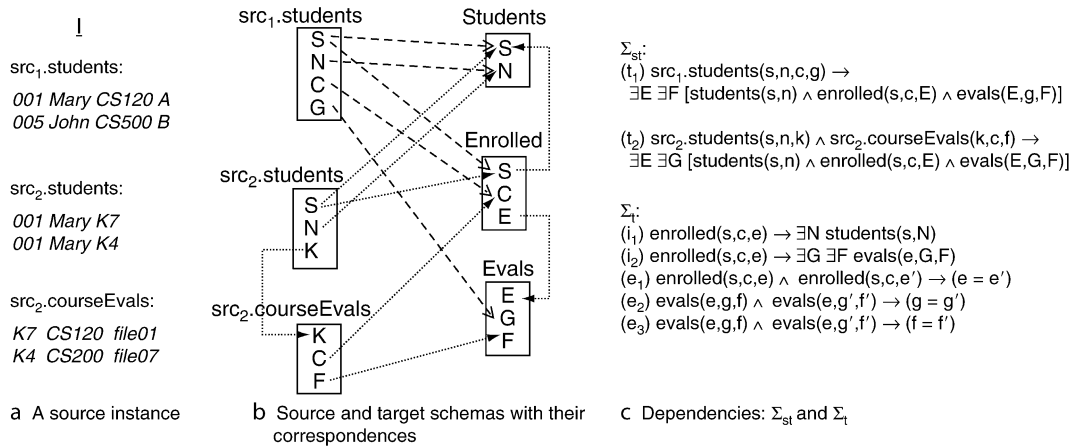 I
src₁.students:
001 Mary CS120 A
005 John CS500 B
src₂.students:
001 Mary K7
001 Mary K4
src₂.courseEvals:
K7 CS120 file01
K4 CS200 file07
a A source instance
src₁.students
S
N
C
G
src₂.students
S
N
K
src₂.courseEvals
K
C
F
Students
S
N
Enrolled
S
C
E
Evals
E
G
F
b Source and target schemas with their
correspondences
Σst:
(t₁) src₁.students(s,n,c,g) →
∃E ∃F [students(s,n) ∧ enrolled(s,c,E) ∧ evals(E,g,F)]
(t₂) src₂.students(s,n,k) ∧ src₂.courseEvals(k,c,f) →
∃E ∃G [students(s,n) ∧ enrolled(s,c,E) ∧ evals(E,G,F)]
Σt:
(i₁) enrolled(s,c,e) → ∃N students(s,N)
(i₂) enrolled(s,c,e) → ∃G ∃F evals(e,G,F)
(e₁) enrolled(s,c,e) ∧ enrolled(s,c,e′) → (e = e′)
(e₂) evals(e,g,f) ∧ evals(e,g′,f′) → (g = g′)
(e₃) evals(e,g,f) ∧ evals(e,g′,f′) → (f = f′)
c Dependencies: Σst and Σt